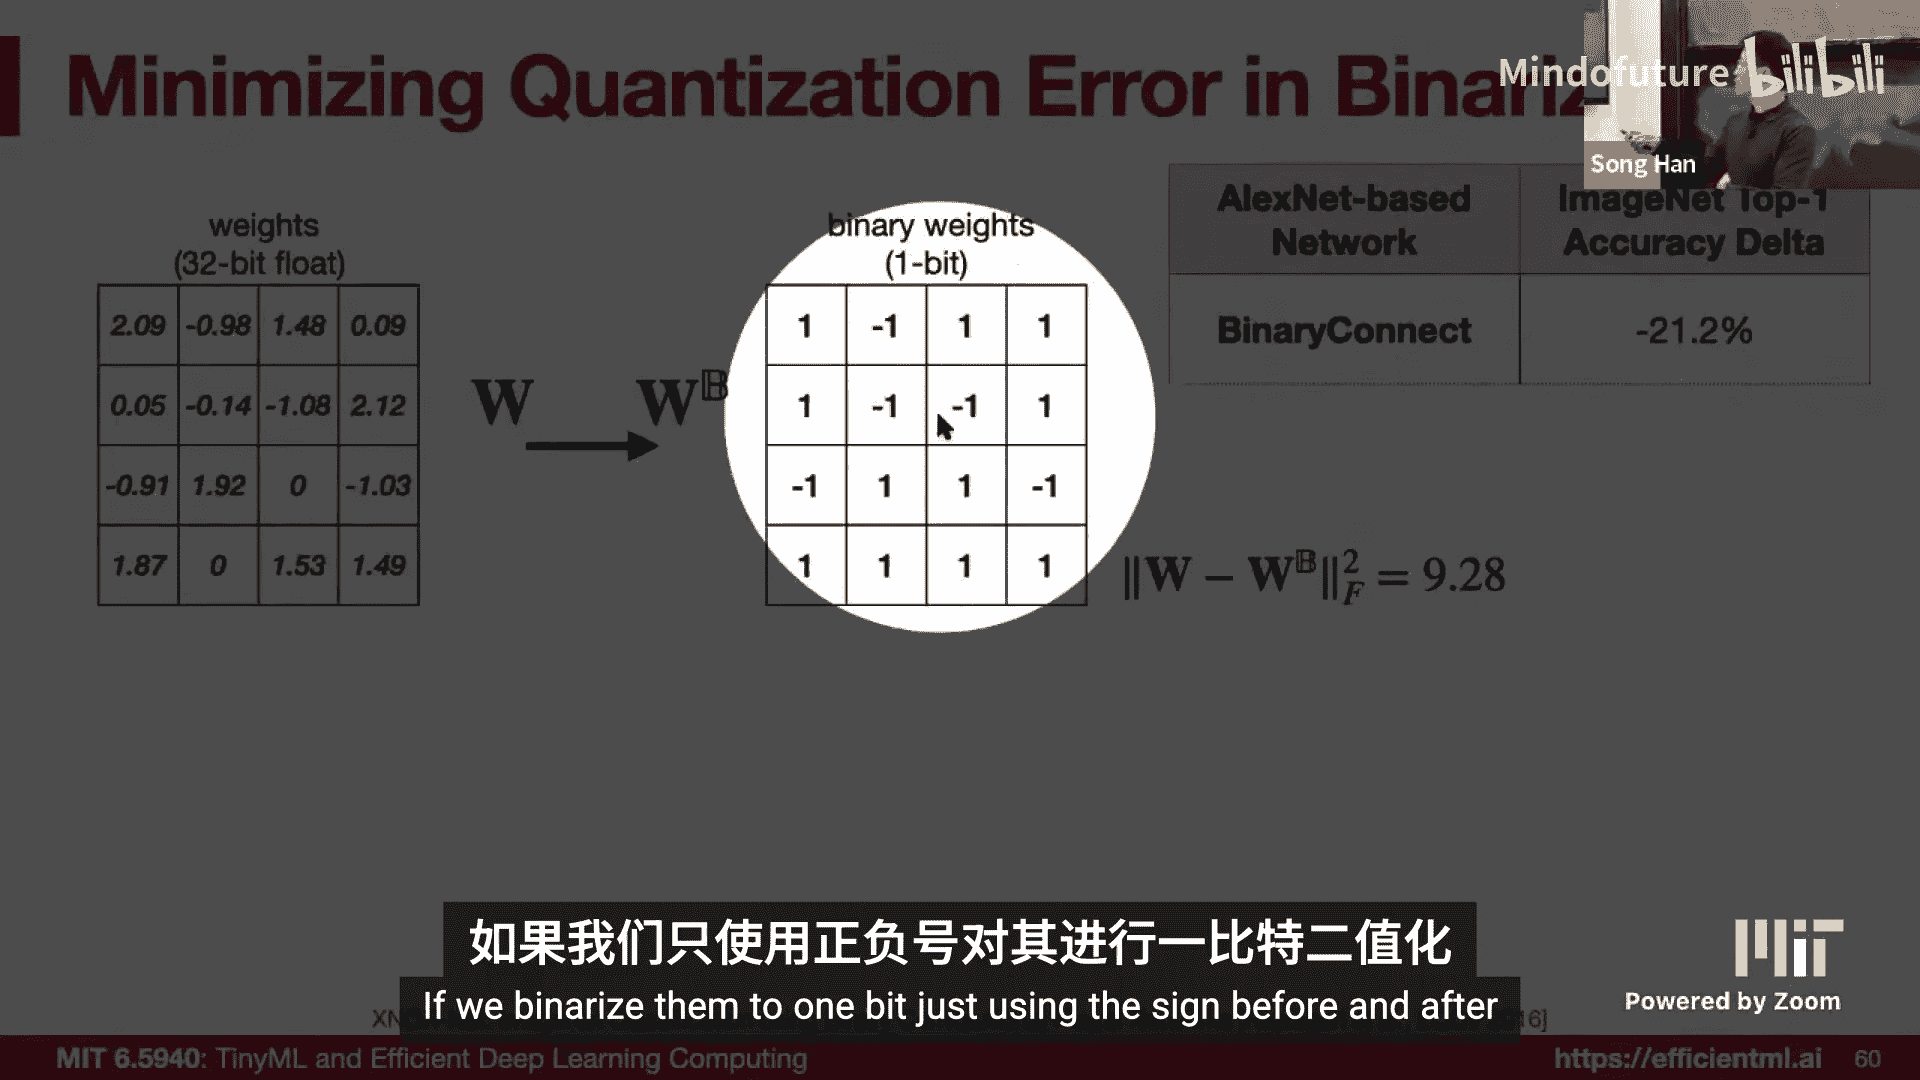 Minimizing Quantization Error in Binariz
Mindofuture bilibili
Song Han
weights
(32-bit float)
2.09 -0.98 1.48 0.09
0.05 -0.14 -1.08 2.12
-0.91 1.92 0 -1.03
1.87 0 1.53 1.49
W
W𝔹
binary weights
(1-bit)
1 -1 1 1
1 -1 -1 1
-1 1 1 -1
1 1 1 1
AlexNet-based Network
ImageNet Top-1 Accuracy Delta
BinaryConnect -21.2%
‖W − W^𝔹‖²_F = 9.28
如果我们只使用正负号对其进行一比特二值化
If we binarize them to one bit just using the sign before and after
XN
16]
MIT
Powered by Zoom
MIT 6.5940: TinyML and Efficient Deep Learning Computing
https://efficientml.ai 60